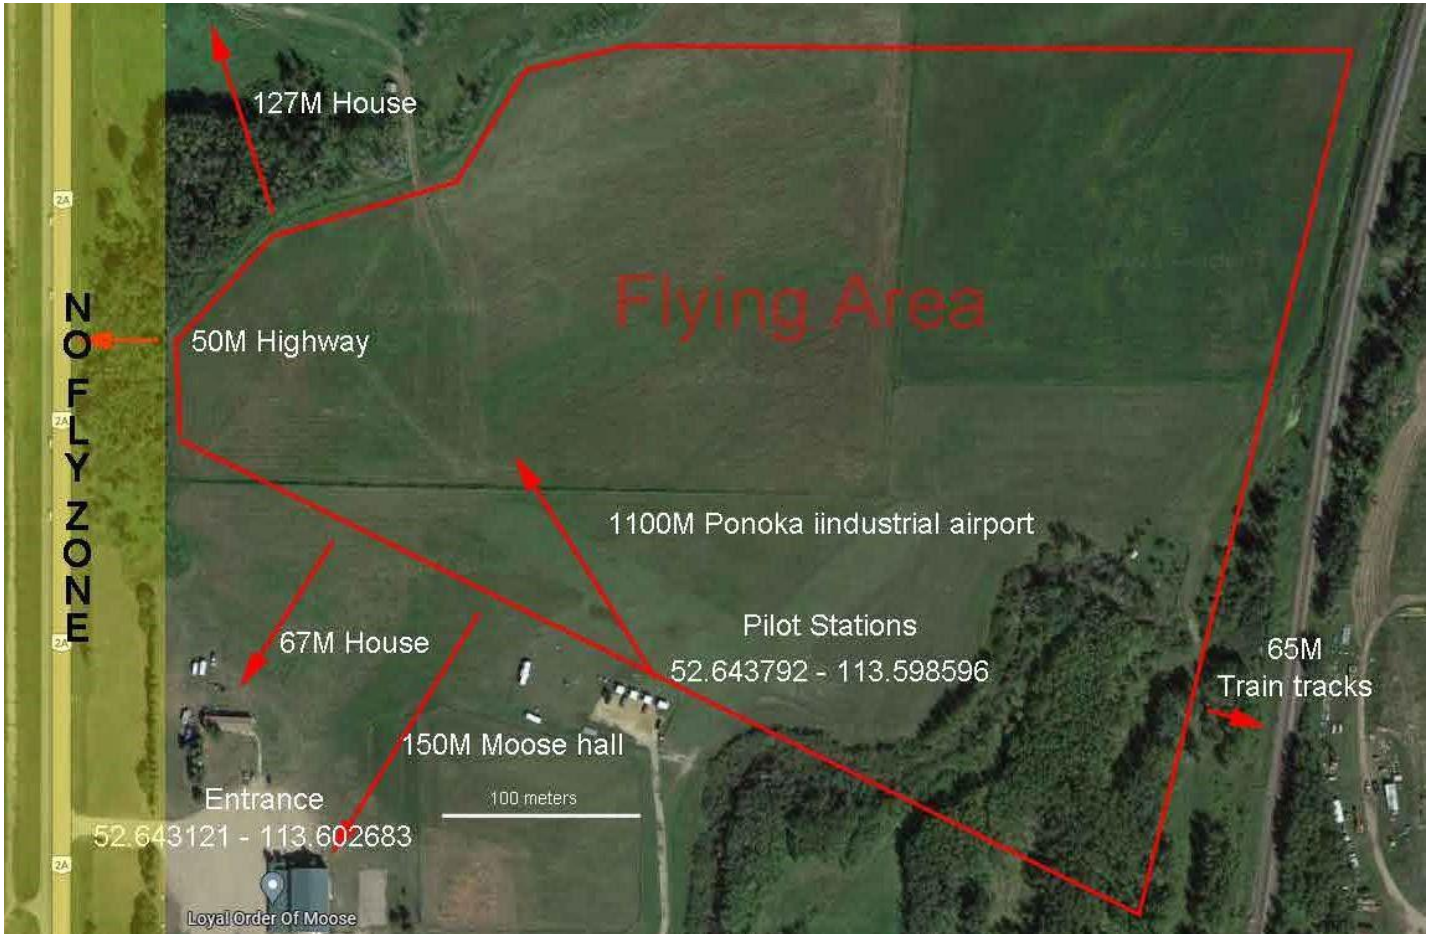 127M House
2A
Flying Area
NO FLY ZONE
50M Highway
2A
1100M Ponoka iindustrial airport
Pilot Stations
52.643792 - 113.598596
67M House
2A
65M
Train tracks
150M Moose hall
100 meters
Entrance
52.643121 - 113.602683
2A
Loyal Order Of Moose